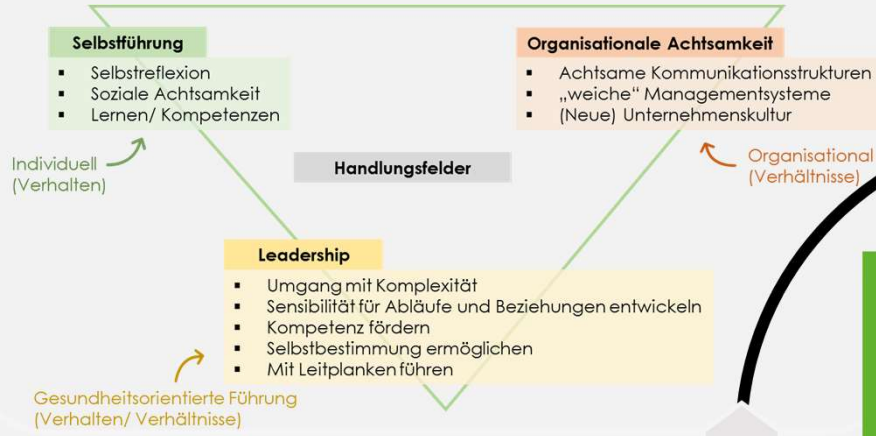 Selbstführung
▪ Selbstreflexion
▪ Soziale Achtsamkeit
▪ Lernen/ Kompetenzen
Individuell
(Verhalten)
Organisationale Achtsamkeit
▪ Achtsame Kommunikationsstrukturen
▪ „weiche“ Managementsysteme
▪ (Neue) Unternehmenskultur
Organisational
(Verhältnisse)
Handlungsfelder
Leadership
▪ Umgang mit Komplexität
▪ Sensibilität für Abläufe und Beziehungen entwickeln
▪ Kompetenz fördern
▪ Selbstbestimmung ermöglichen
▪ Mit Leitplanken führen
Gesundheitsorientierte Führung
(Verhalten/ Verhältnisse)